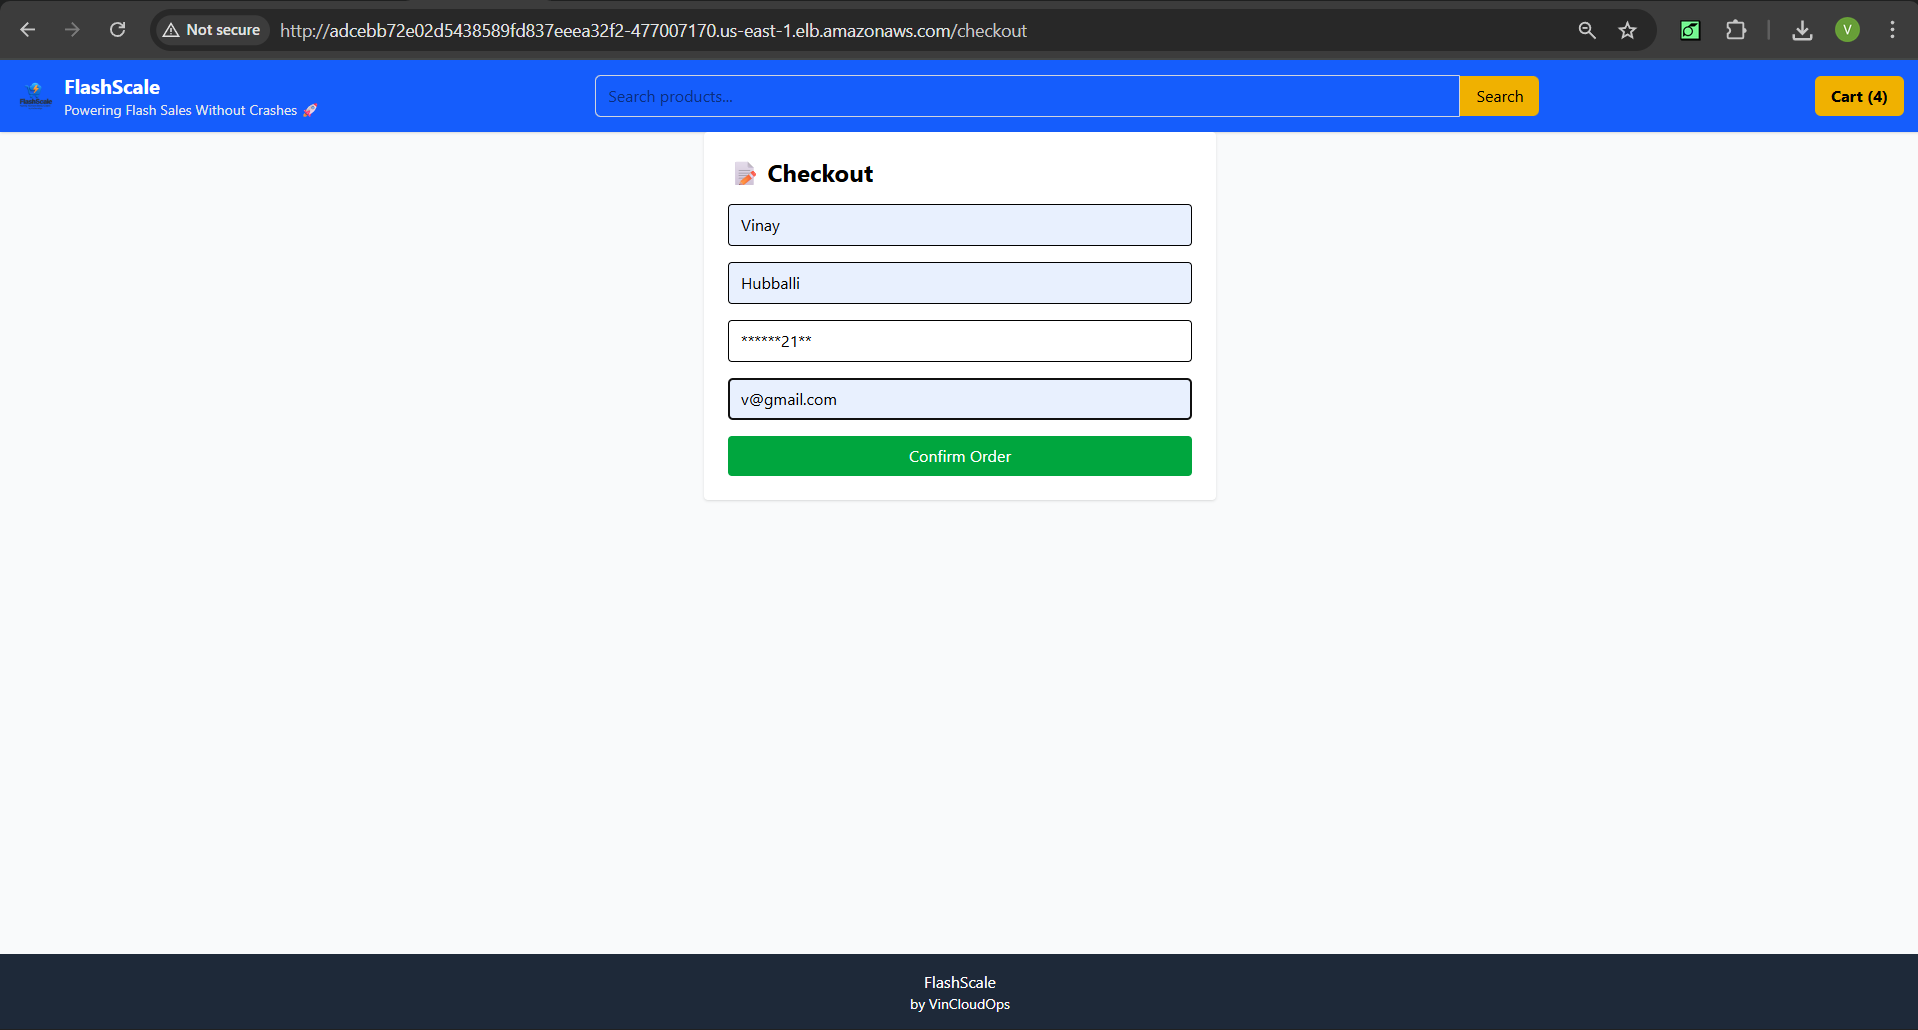 Not secure http://adcebb72e02d5438589fd837eeea32f2-477007170.us-east-1.elb.amazonaws.com/checkout V
FlashScale
Powering Flash Sales Without Crashes 🚀
Search products...
Search
Cart (4)
📝 Checkout
Vinay
Hubballi
******21**
v@gmail.com
Confirm Order
FlashScale
by VinCloudOps